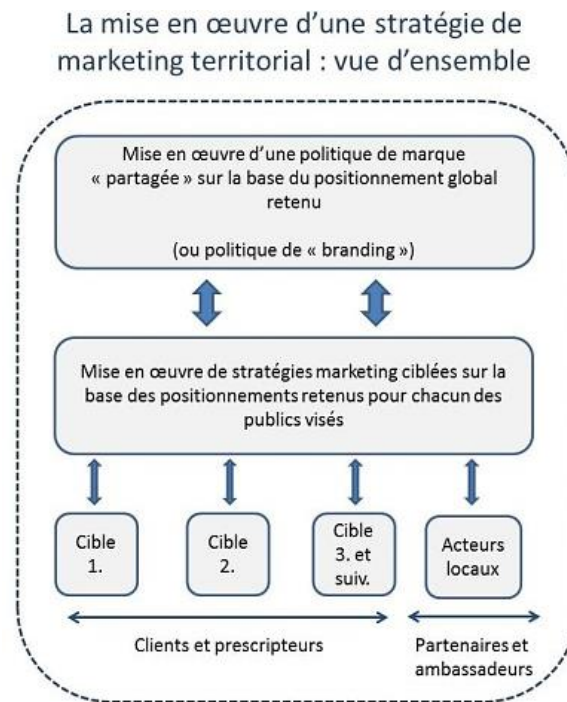 La mise en œuvre d’une stratégie de
marketing territorial : vue d’ensemble
Mise en œuvre d’une politique de marque
« partagée » sur la base du positionnement global
retenu
(ou politique de « branding »)
Mise en œuvre de stratégies marketing ciblées sur la
base des positionnements retenus pour chacun des
publics visés
Cible
1.
Cible
2.
Cible
3. et
suiv.
Acteurs
locaux
Clients et prescripteurs
Partenaires et
ambassadeurs